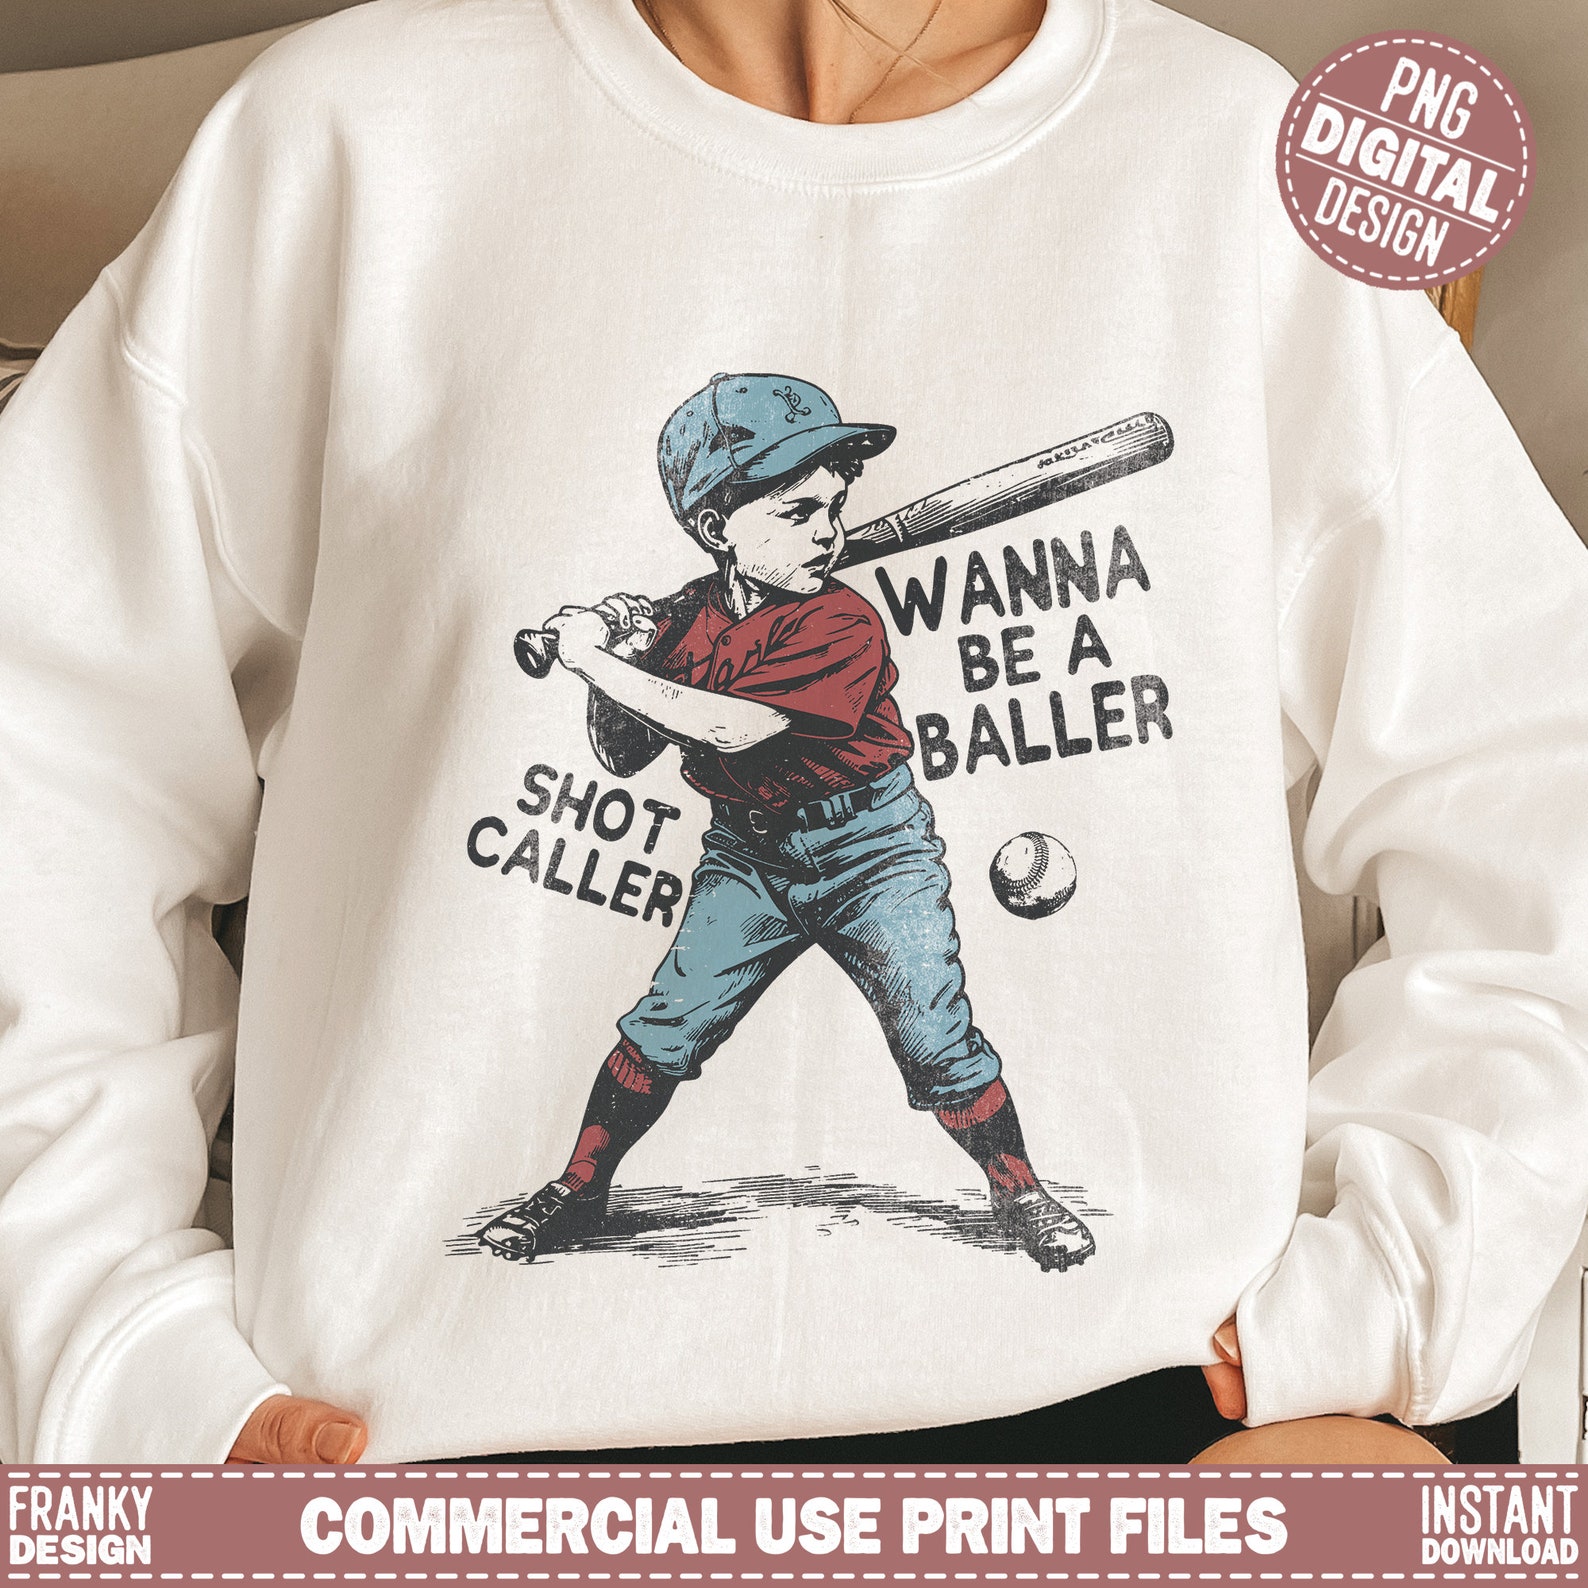 PNG
DIGITAL
DESIGN
WANNA
BE A
BALLER
SHOT
CALLER
FRANKY
DESIGN
COMMERCIAL USE PRINT FILES
INSTANT
DOWNLOAD